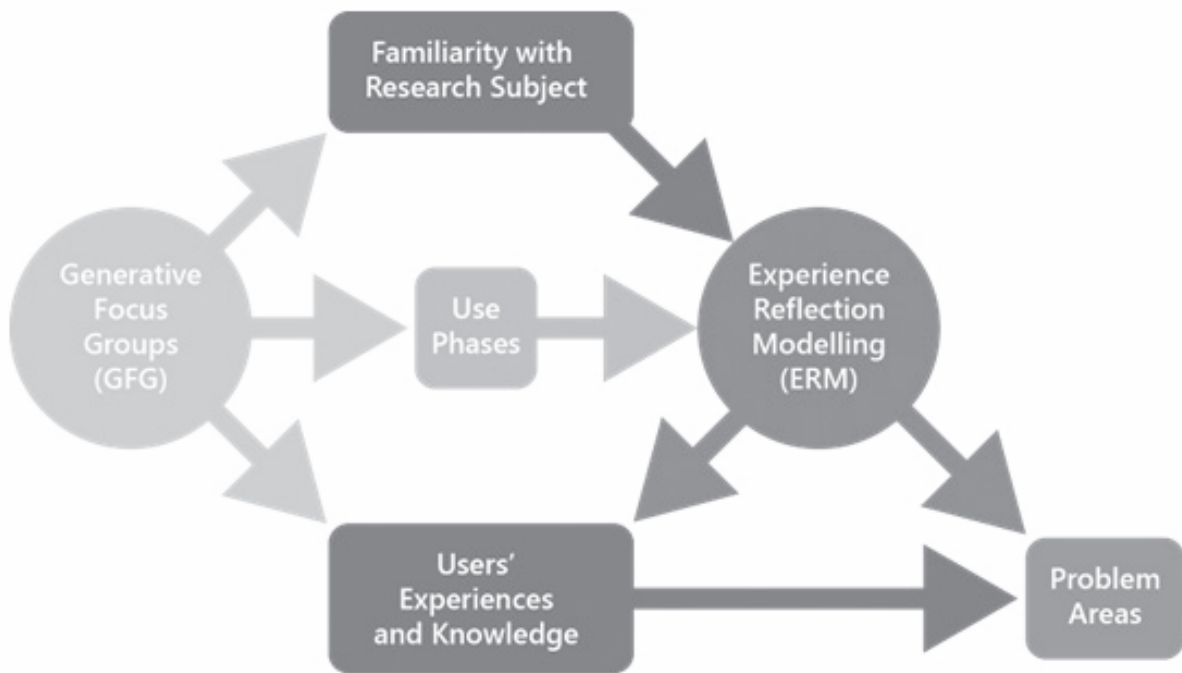 Familiarity with
Research Subject
Generative
Focus
Groups
(GFG)
Use
Phases
Experience
Reflection
Modelling
(ERM)
Users’
Experiences
and Knowledge
Problem
Areas